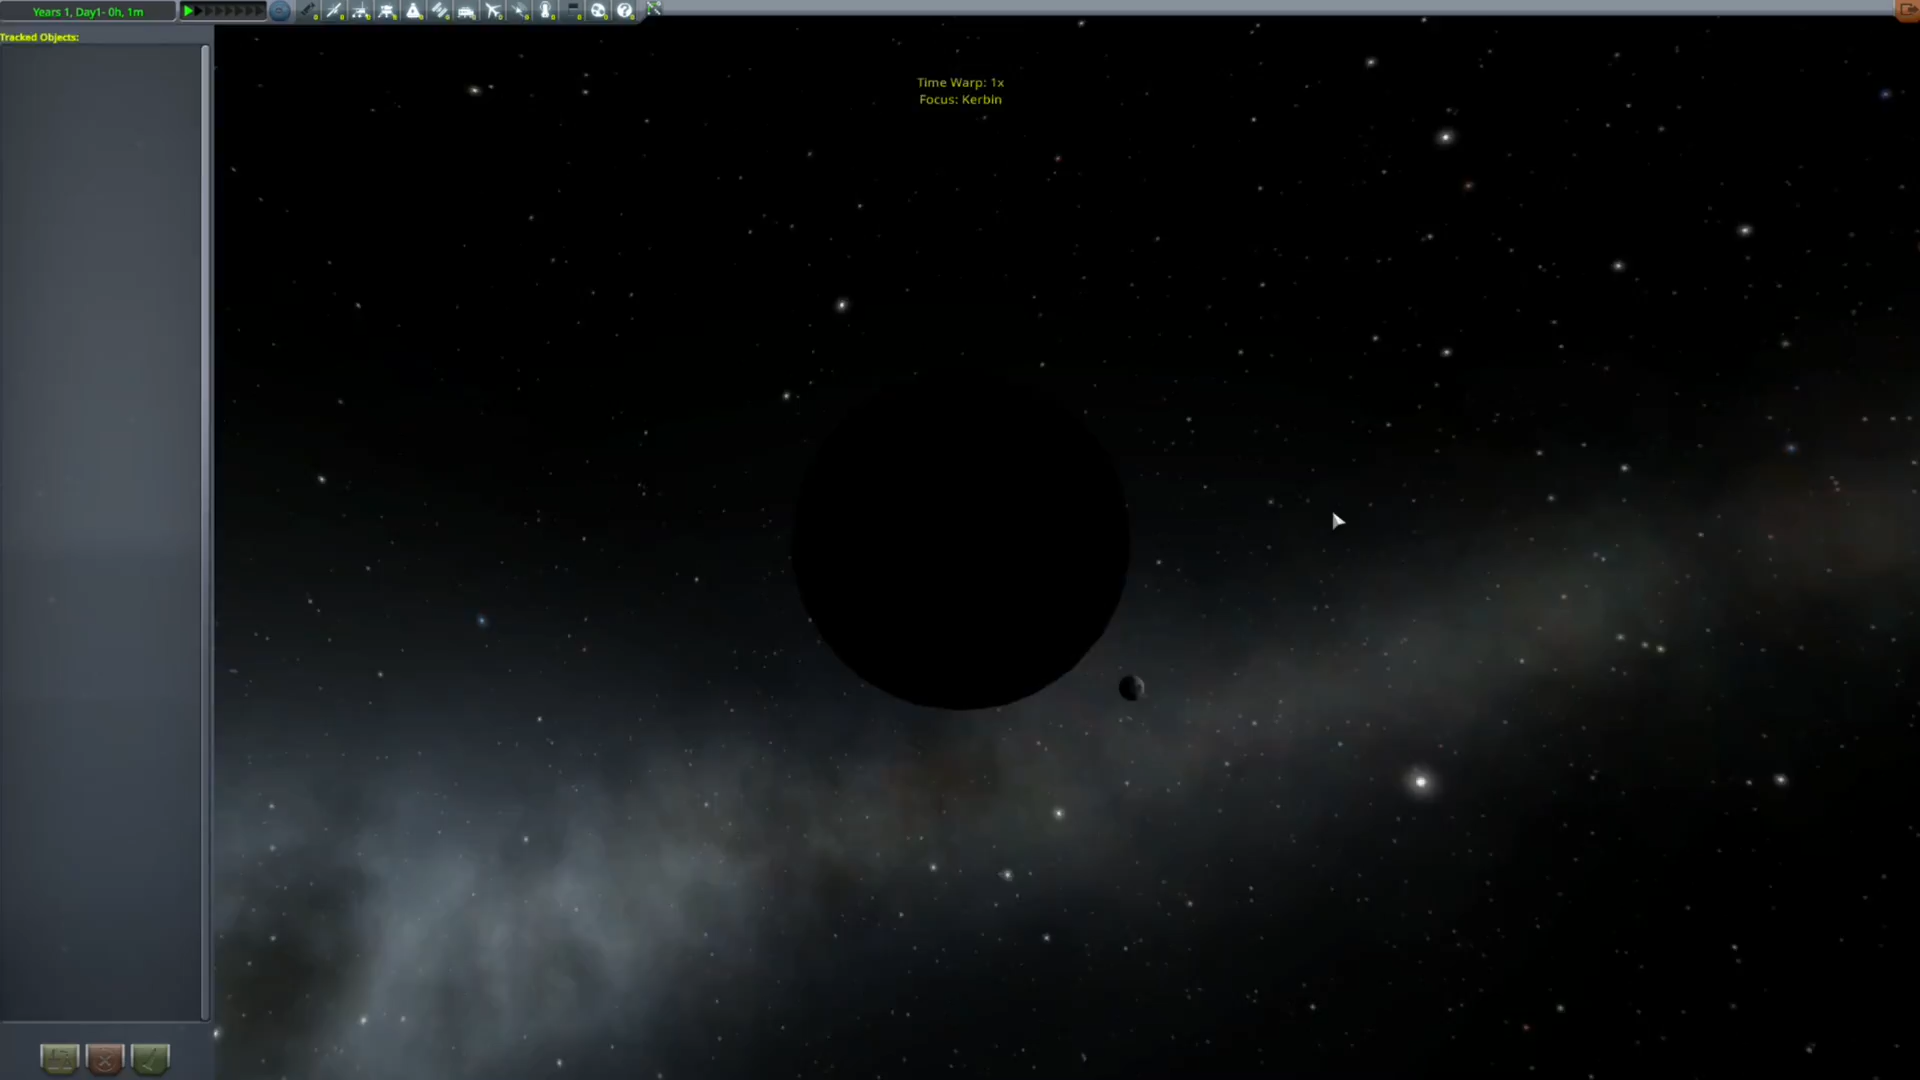 Years 1, Day1- 0h, 1m
Tracked Objects:
Time Warp: 1x
Focus: Kerbin